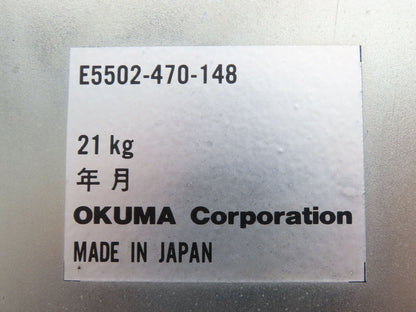 E5502-470-148
21 kg
年 月
OKUMA Corporation
MADE IN JAPAN